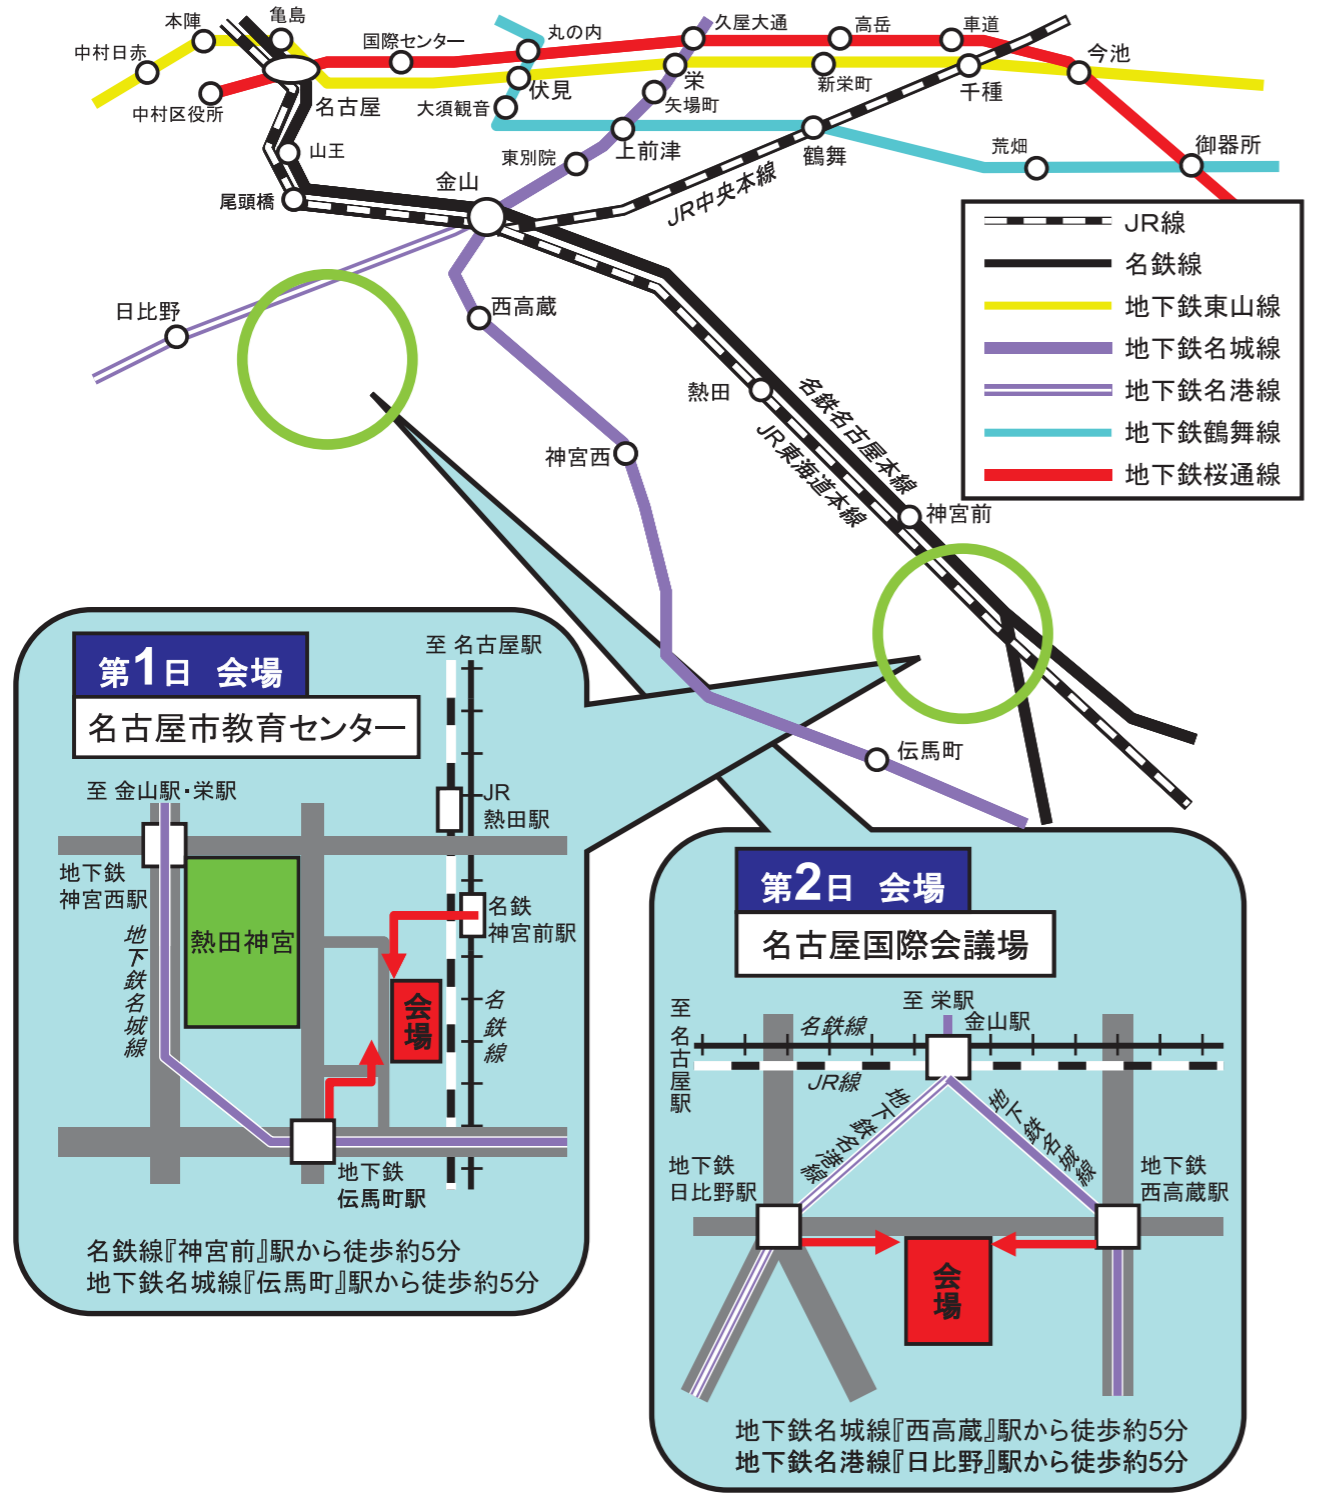 本陣
亀島
中村日赤
国際センター
丸の内
久屋大通
高岳
車道
今池
中村区役所
名古屋
大須観音
伏見
栄
矢場町
新栄町
千種
山王
東別院
上前津
鶴舞
荒畑
御器所
尾頭橋
金山
JR中央本線
JR線
名鉄線
地下鉄東山線
地下鉄名城線
地下鉄名港線
地下鉄鶴舞線
地下鉄桜通線
日比野
西高蔵
熱田
名鉄名古屋本線
JR東海道本線
神宮西
神宮前
伝馬町
第1日 会場
名古屋市教育センター
至 名古屋駅
至 金山駅・栄駅
JR
熱田駅
地下鉄
神宮西駅
地下鉄名城線
熱田神宮
名鉄
神宮前駅
会場
名鉄線
地下鉄
伝馬町駅
名鉄線『神宮前』駅から徒歩約5分
地下鉄名城線『伝馬町』駅から徒歩約5分
第2日 会場
名古屋国際会議場
至 名古屋駅
至 栄駅
名鉄線
金山駅
JR線
地下鉄名港線
地下鉄名城線
地下鉄
日比野駅
地下鉄
西高蔵駅
会場
地下鉄名城線『西高蔵』駅から徒歩約5分
地下鉄名港線『日比野』駅から徒歩約5分